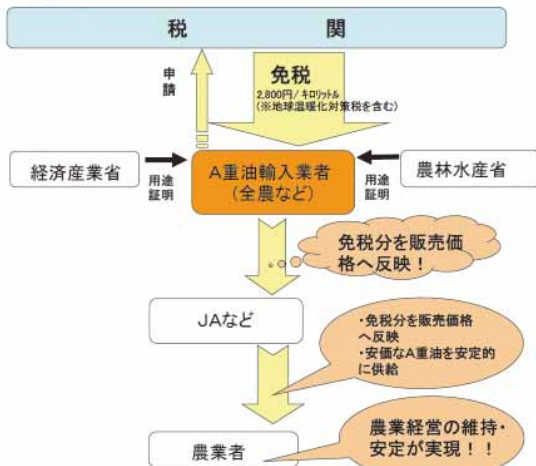 税 関
申請
免税
2,800円/キロリットル
(※地球温暖化対策税を含む)
経済産業省
用途
証明
A重油輸入業者
(全農など)
用途
証明
農林水産省
免税分を販売価
格へ反映!
JAなど
・免税分を販売価格
へ反映
・安価なA重油を安定的
に供給
農業者
農業経営の維持・
安定が実現!!